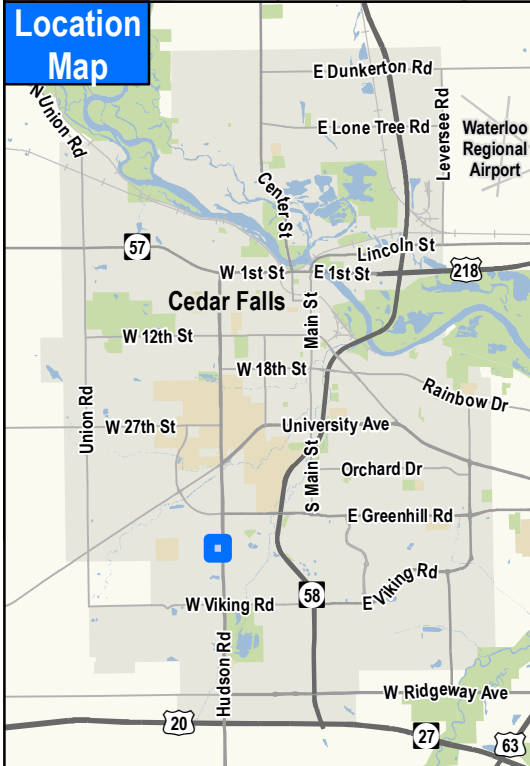 Location
Map
N Union Rd
E Dunkerton Rd
E Lone Tree Rd
Leversee Rd
Waterloo
Regional
Airport
Center St
57
Lincoln St
W 1st St
E 1st St
218
Cedar Falls
Main St
W 12th St
W 18th St
Rainbow Dr
Union Rd
W 27th St
University Ave
S Main St
Orchard Dr
E Greenhill Rd
E Viking Rd
58
W Viking Rd
Hudson Rd
W Ridgeway Ave
20
27
63